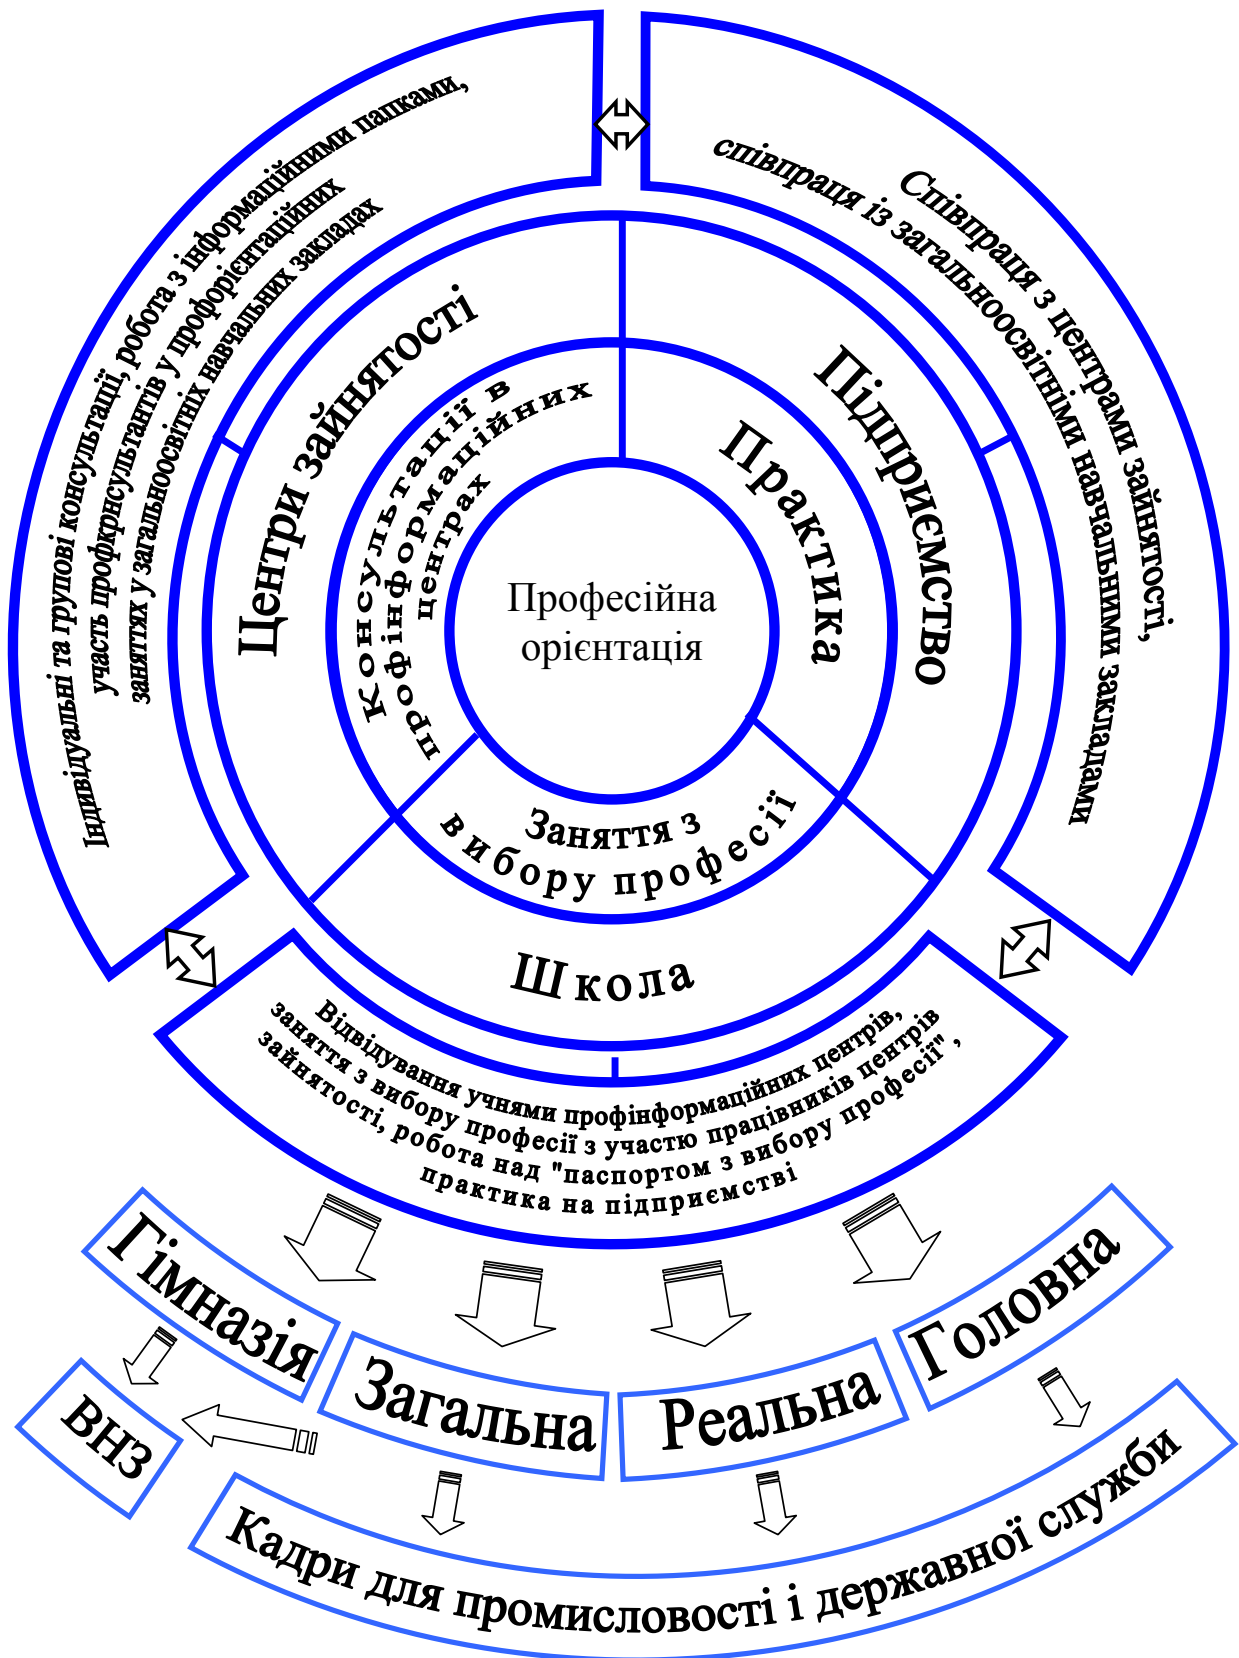 Індивідуальні та групові консультації, робота з інформаційними папками,
участь профкрнсультантів у профорієнтаційних
заняттях у загальноосвітніх навчальних закладах
Співпраця з центрами зайнятості,
співпраця із загальноосвітніми навчальними закладами
Центри зайнятості
Підприємство
Консультації в
профінформаційних
центрах
Практика
Професійна
орієнтація
Заняття з
вибору професії
Школа
Відвідування учнями профінформаційних центрів,
заняття з вибору професії з участю працівників центрів
зайнятості, робота над "паспортом з вибору професії",
практика на підприємстві
Гімназія
Загальна
Реальна
Головна
ВНЗ
Кадри для промисловості і державної служби